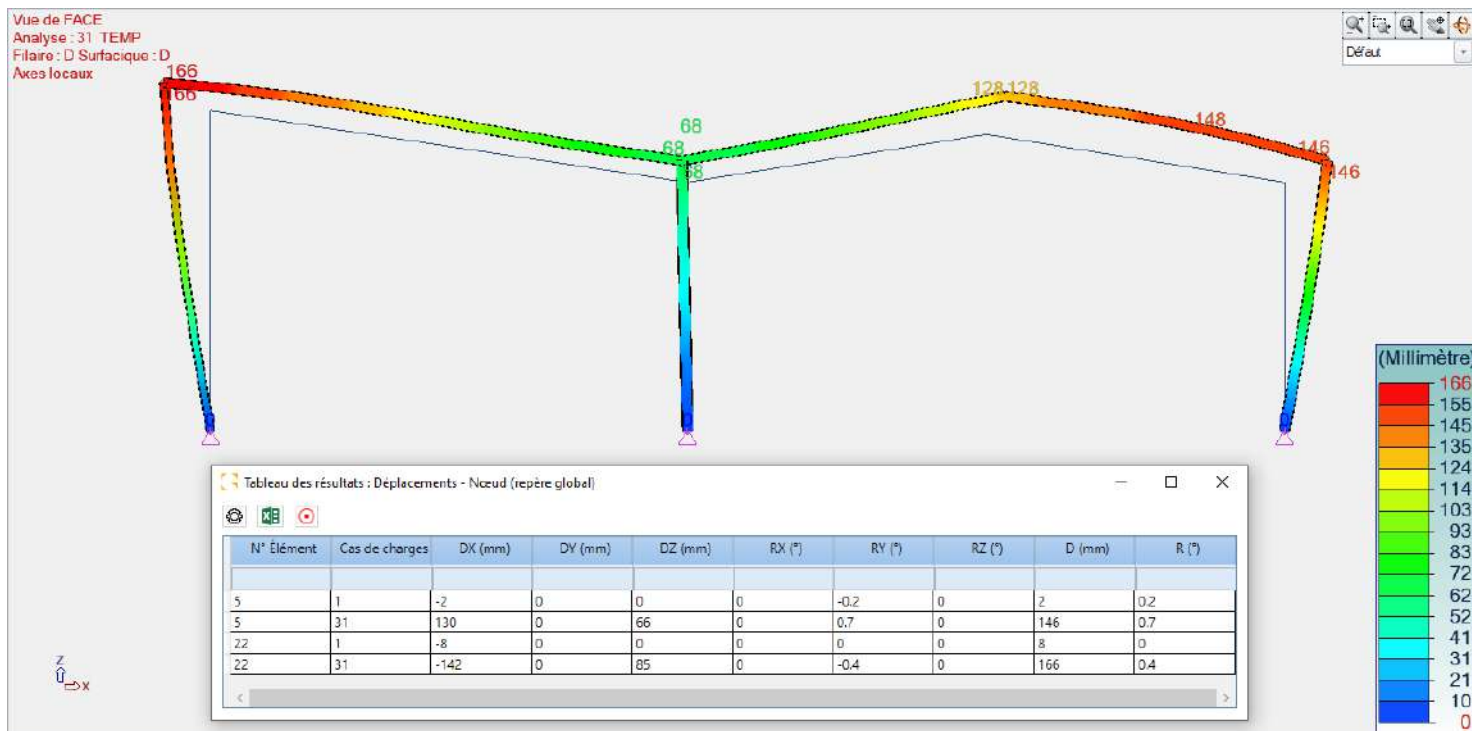 Vue de FACE
Analyse : 31 TEMP
Filaire : D Surfacique : D
Axes locaux
Défaut
166
166
128 128
148
68
68
68
146
146
(Millimètre)
166
155
145
135
124
114
103
93
83
72
62
52
41
31
21
10
0
Tableau des résultats : Déplacements - Nœud (repère global)
N° Élément Cas de charges DX (mm) DY (mm) DZ (mm) RX (°) RY (°) RZ (°) D (mm) R (°)
5 1 -2 0 0 0 -0.2 0 2 0.2
5 31 130 0 66 0 0.7 0 146 0.7
22 1 -8 0 0 0 0 0 8 0
22 31 -142 0 85 0 -0.4 0 166 0.4
Z
X